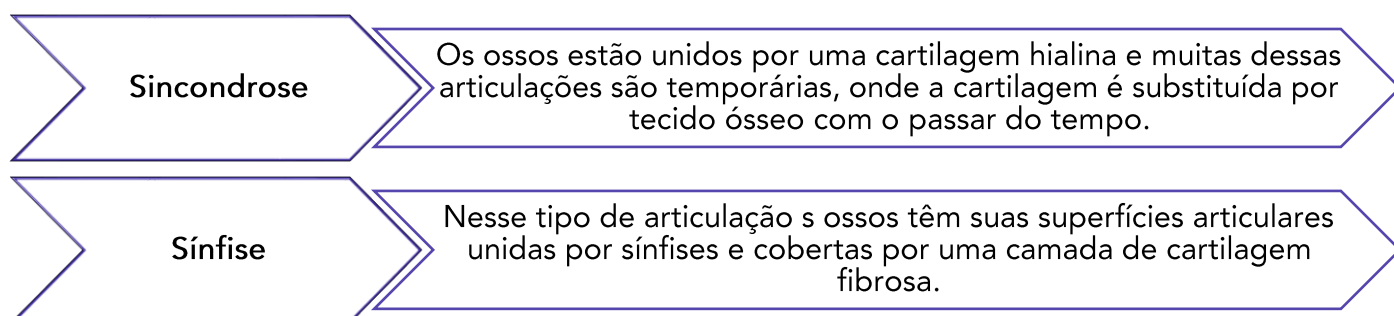 Sincondrose
Os ossos estão unidos por uma cartilagem hialina e muitas dessas
articulações são temporárias, onde a cartilagem é substituída por
tecido ósseo com o passar do tempo.
Sínfise
Nesse tipo de articulação s ossos têm suas superfícies articulares
unidas por sínfises e cobertas por uma camada de cartilagem
fibrosa.